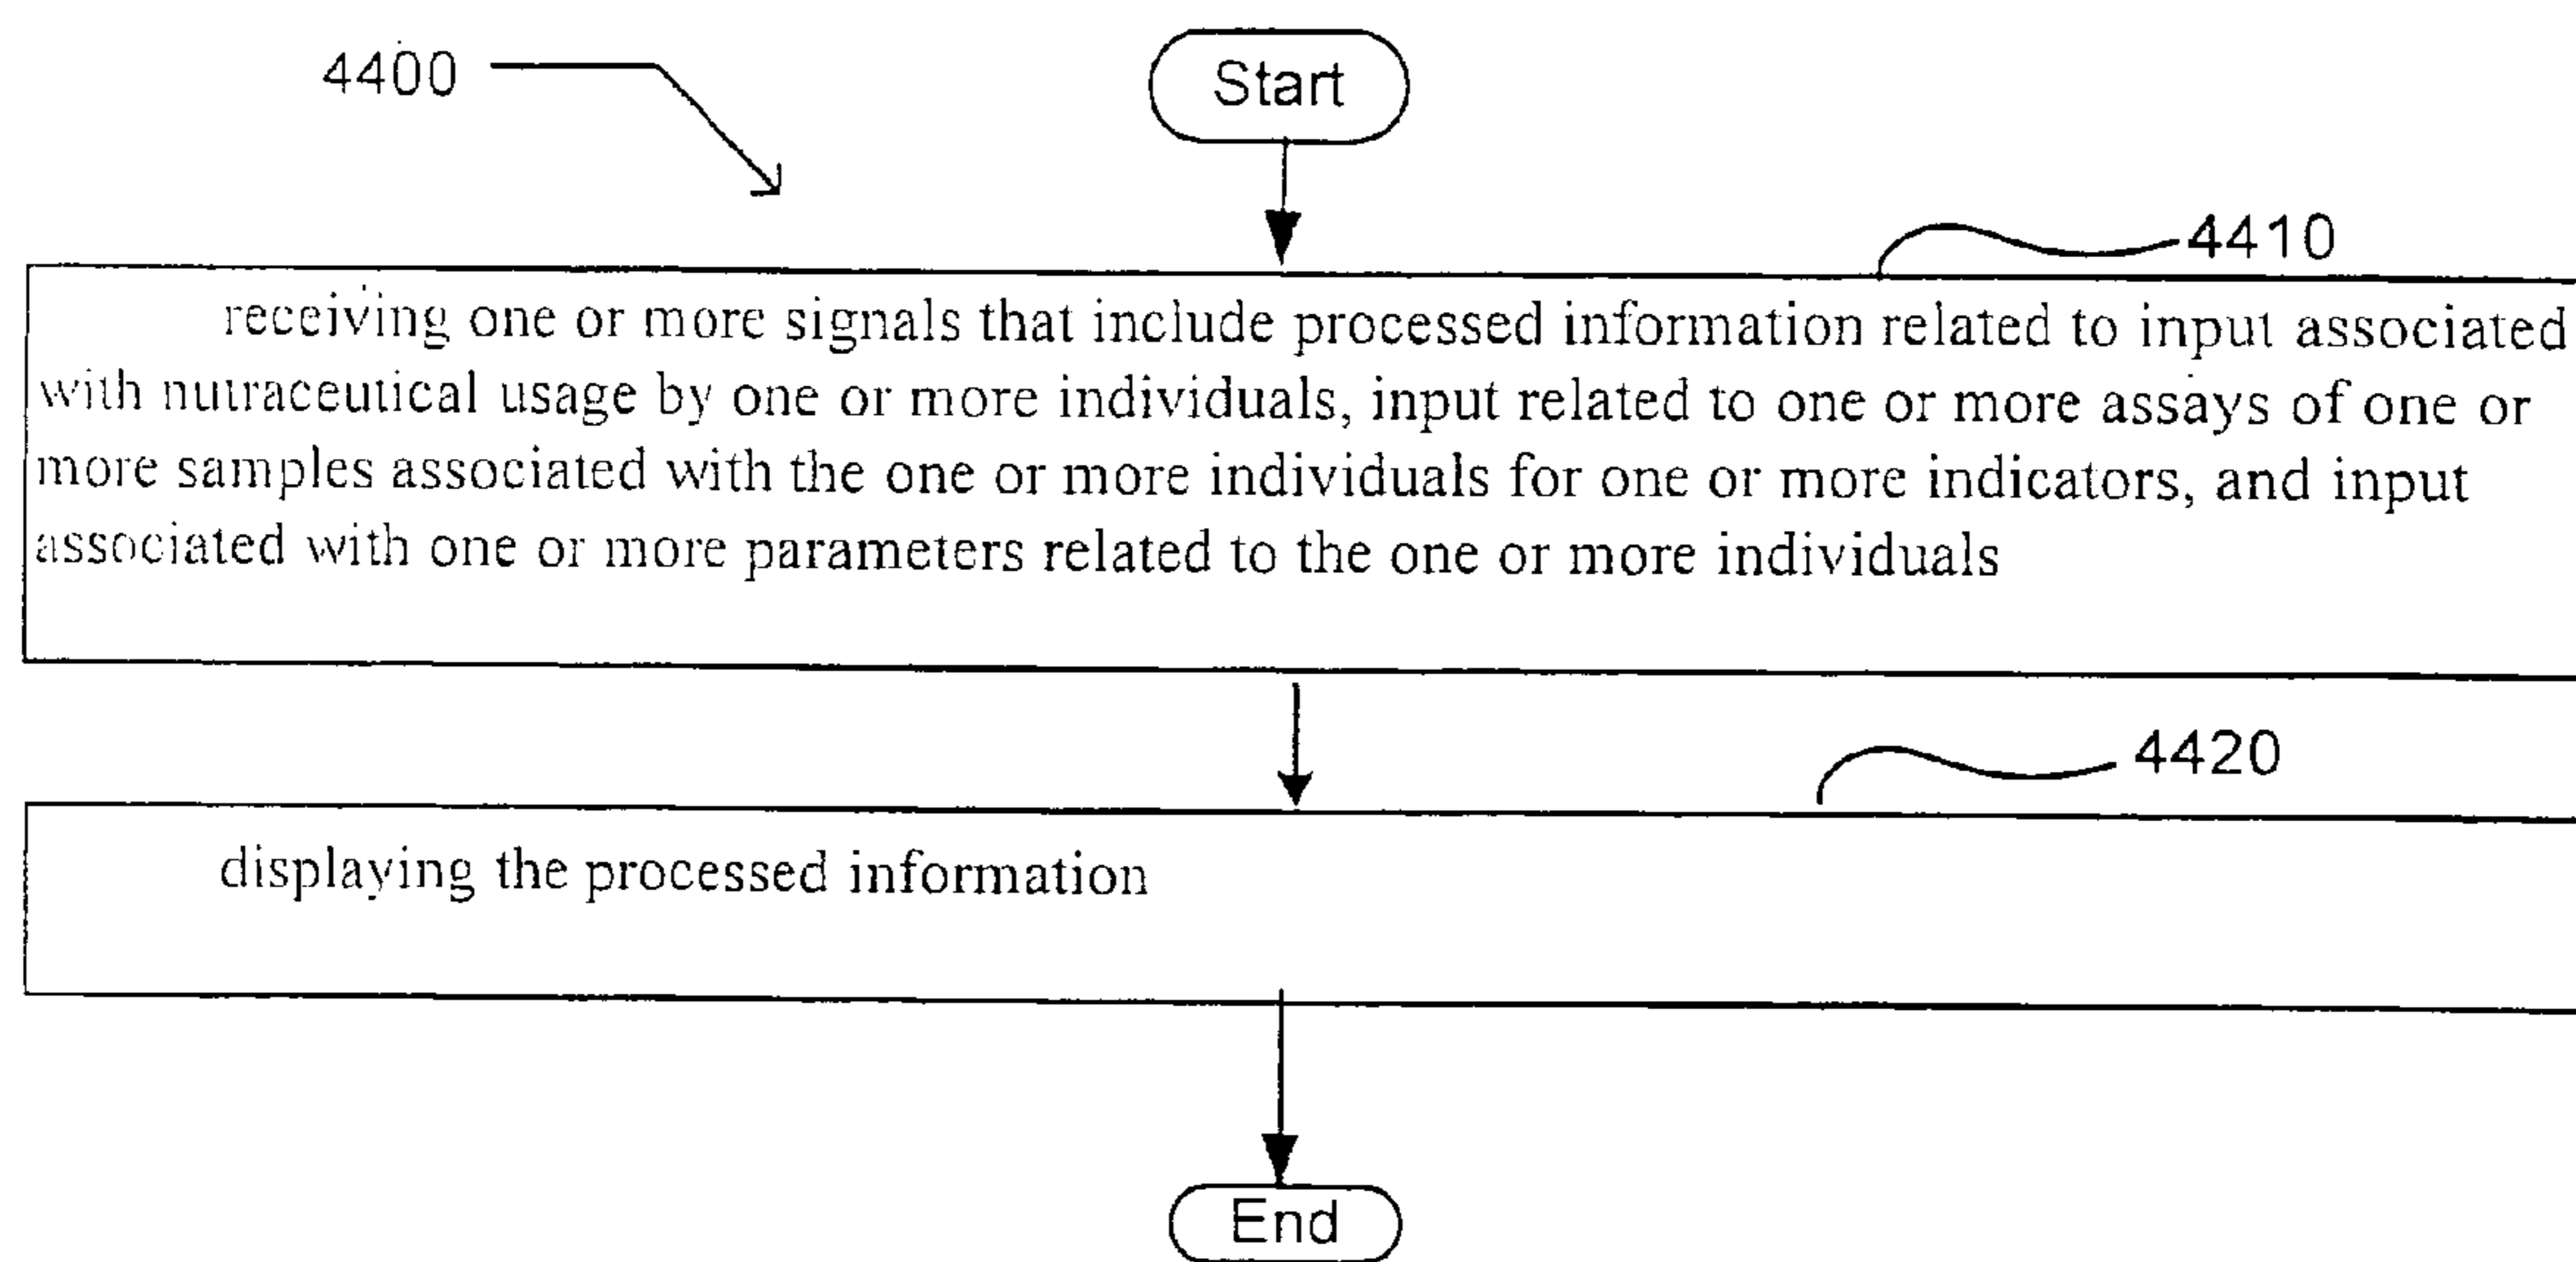 4400
Start
4410
receiving one or more signals that include processed information related to input associated
with nutraceutical usage by one or more individuals, input related to one or more assays of one or
more samples associated with the one or more individuals for one or more indicators, and input
associated with one or more parameters related to the one or more individuals
4420
displaying the processed information
End